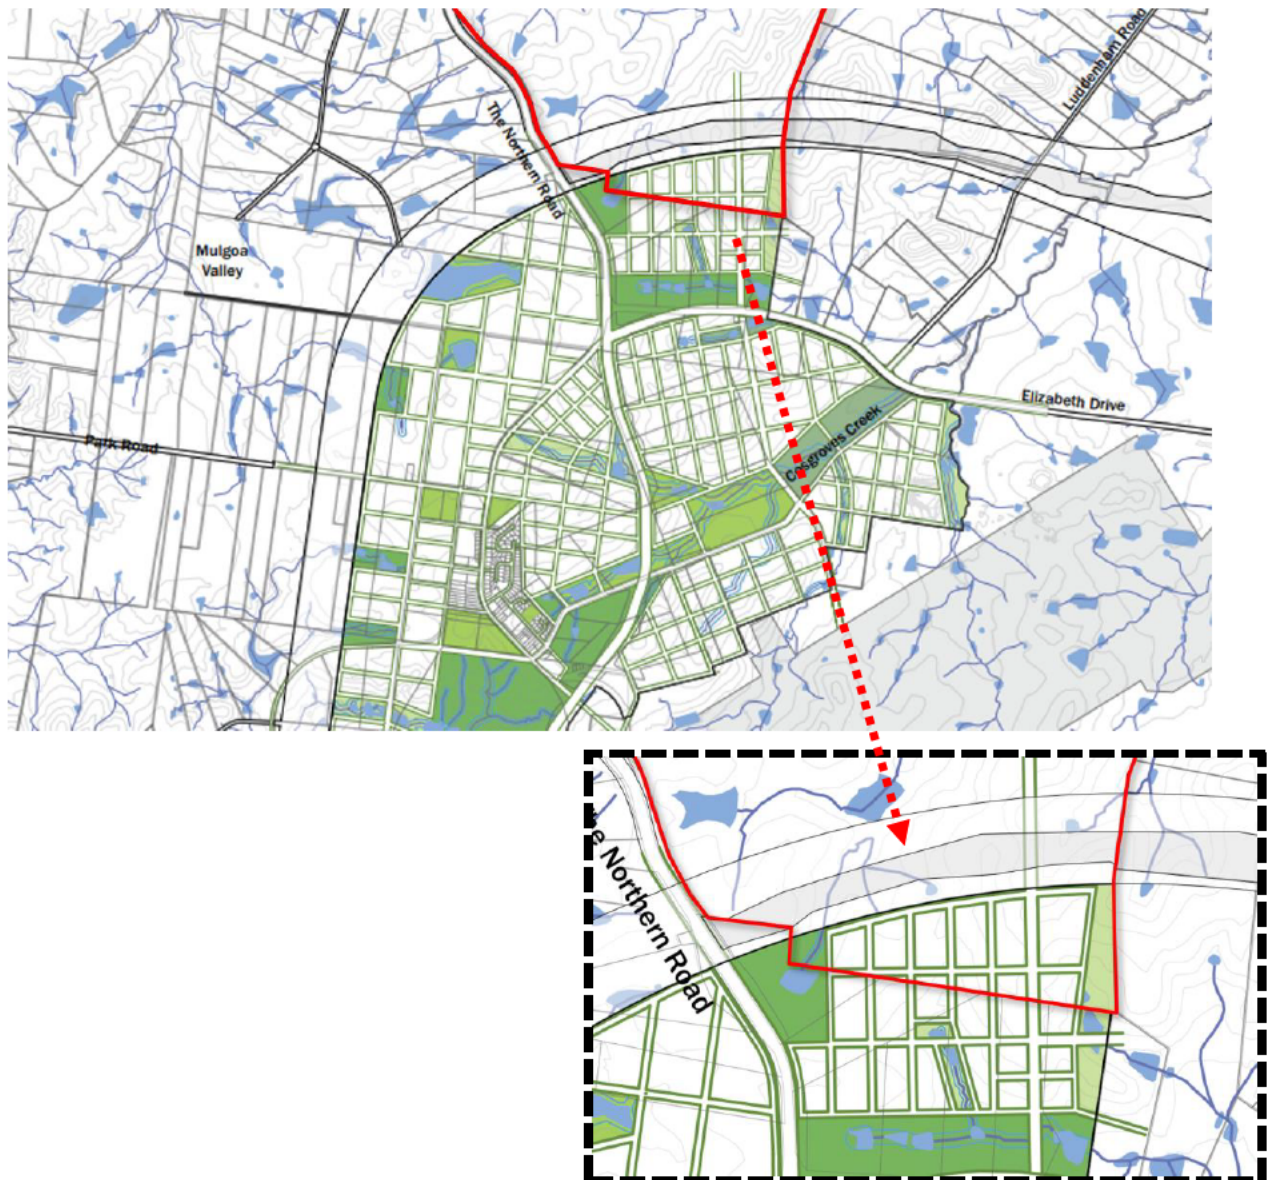 Luddenham Road
The Northern Road
Mulgoa
Valley
Elizabeth Drive
Cosgroves Creek
Park Road
he Northern Road